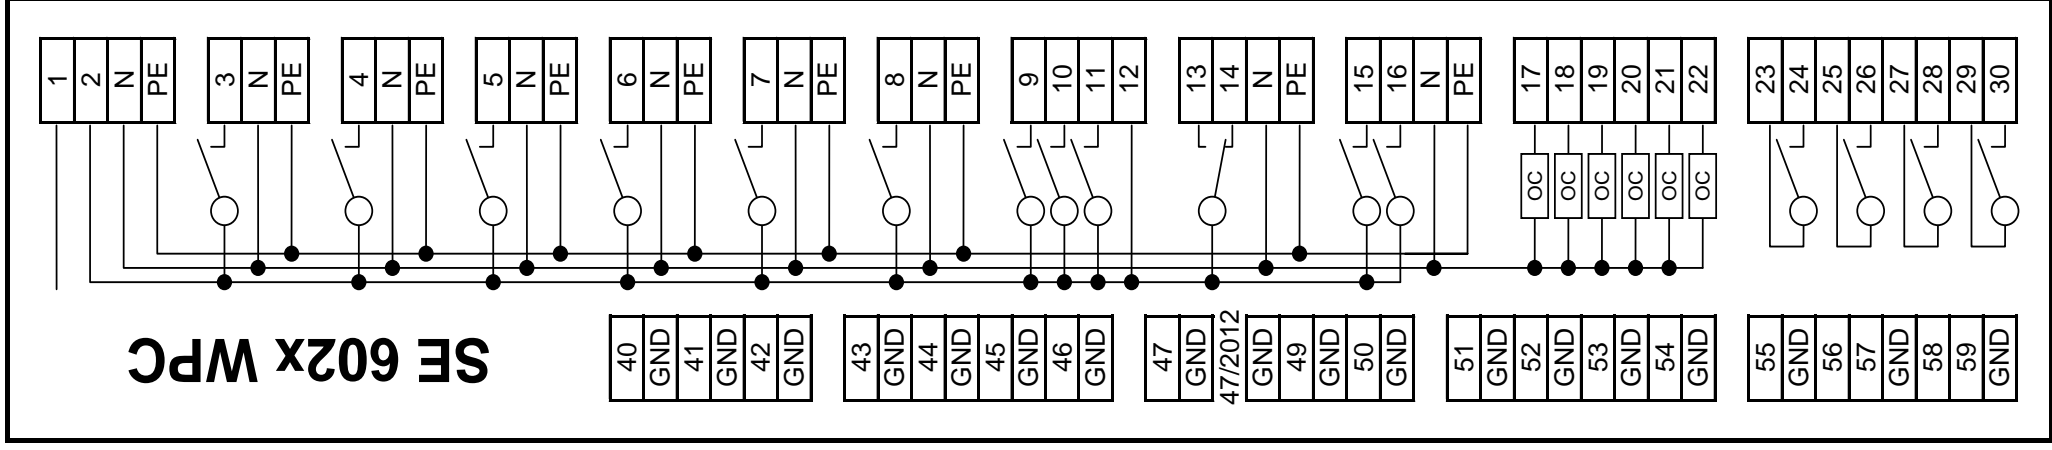 1 2 N PE 3 N PE 4 N PE 5 N PE 6 N PE 7 N PE 8 N PE 9 10 11 12 13 14 N PE 15 16 N PE 17 18 19 20 21 22 23 24 25 26 27 28 29 30
OC OC OC OC OC OC
SE 602x WPC
40 GND 41 GND 42 GND 43 GND 44 GND 45 GND 46 GND 47 GND 47/2012 GND 49 GND 50 GND 51 GND 52 GND 53 GND 54 GND 55 GND 56 57 GND 58 59 GND